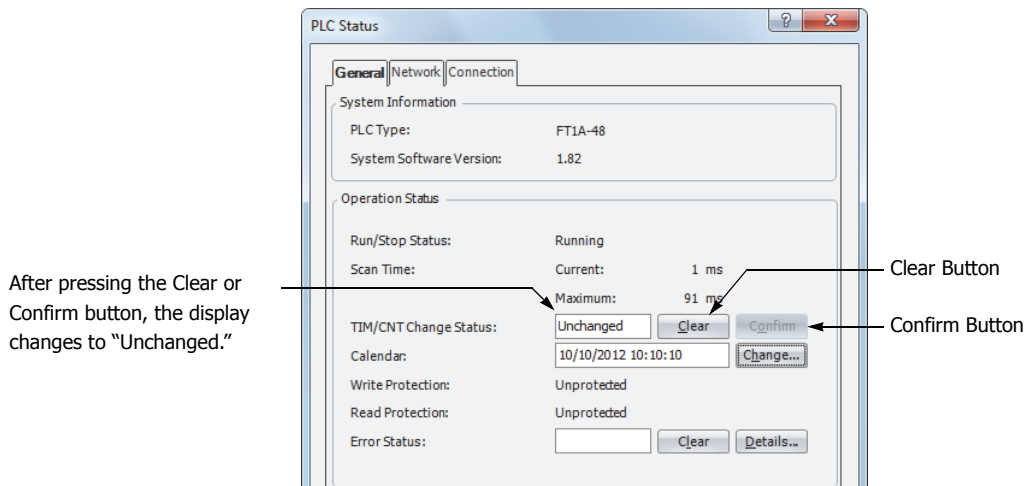 PLC Status
General Network Connection
System Information
PLC Type: FT1A-48
System Software Version: 1.82
Operation Status
Run/Stop Status: Running
Scan Time: Current: 1 ms
Maximum: 91 ms
TIM/CNT Change Status: Unchanged Clear Confirm
Calendar: 10/10/2012 10:10:10 Change...
Write Protection: Unprotected
Read Protection: Unprotected
Error Status: Clear Details...
After pressing the Clear or
Confirm button, the display
changes to “Unchanged.”
Clear Button
Confirm Button